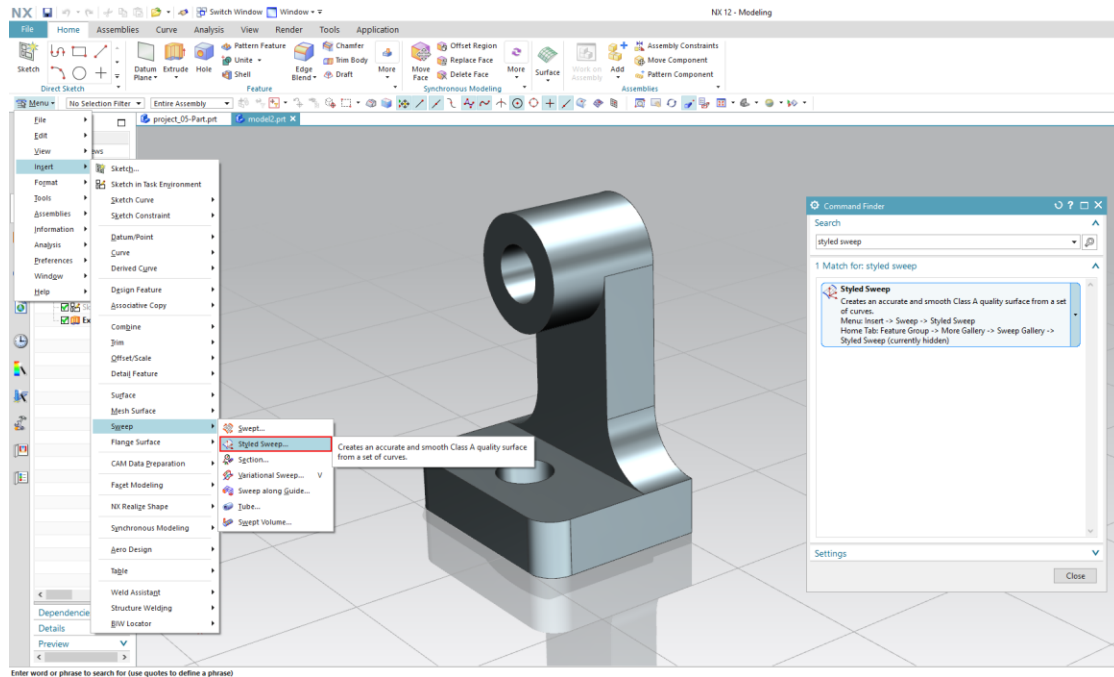 NX Switch Window Window NX 12 - Modeling
File Home Assemblies Curve Analysis View Render Tools Application
Sketch
Direct Sketch
Datum Plane Extrude Hole
Pattern Feature
Unite
Shell
Edge Blend
Chamfer
Trim Body
Draft
More
Feature
Move Face
Offset Region
Replace Face
Delete Face
More
Synchronous Modeling
Surface
Work on Assembly
Add
Assembly Constraints
Move Component
Pattern Component
Assemblies
Menu No Selection Filter Entire Assembly
project_05-Part.prt model2.prt
File
Edit
View
Insert
Format
Tools
Assemblies
Information
Analysis
Preferences
Window
Help
Sketch...
Sketch in Task Environment
Sketch Curve
Sketch Constraint
Datum/Point
Curve
Derived Curve
Design Feature
Associative Copy
Combine
Trim
Offset/Scale
Detail Feature
Surface
Mesh Surface
Sweep
Flange Surface
CAM Data Preparation
Facet Modeling
NX Realize Shape
Synchronous Modeling
Aero Design
Table
Weld Assistant
Structure Welding
BIW Locator
Swept...
Styled Sweep...
Section...
Variational Sweep... V
Sweep along Guide...
Tube...
Swept Volume...
Creates an accurate and smooth Class A quality surface
from a set of curves.
Command Finder
Search
styled sweep
1 Match for: styled sweep
Styled Sweep
Creates an accurate and smooth Class A quality surface from a set
of curves.
Menu: Insert -> Sweep -> Styled Sweep
Home Tab: Feature Group -> More Gallery -> Sweep Gallery ->
Styled Sweep (currently hidden)
Settings
Close
Details
Preview
Enter word or phrase to search for (use quotes to define a phrase)